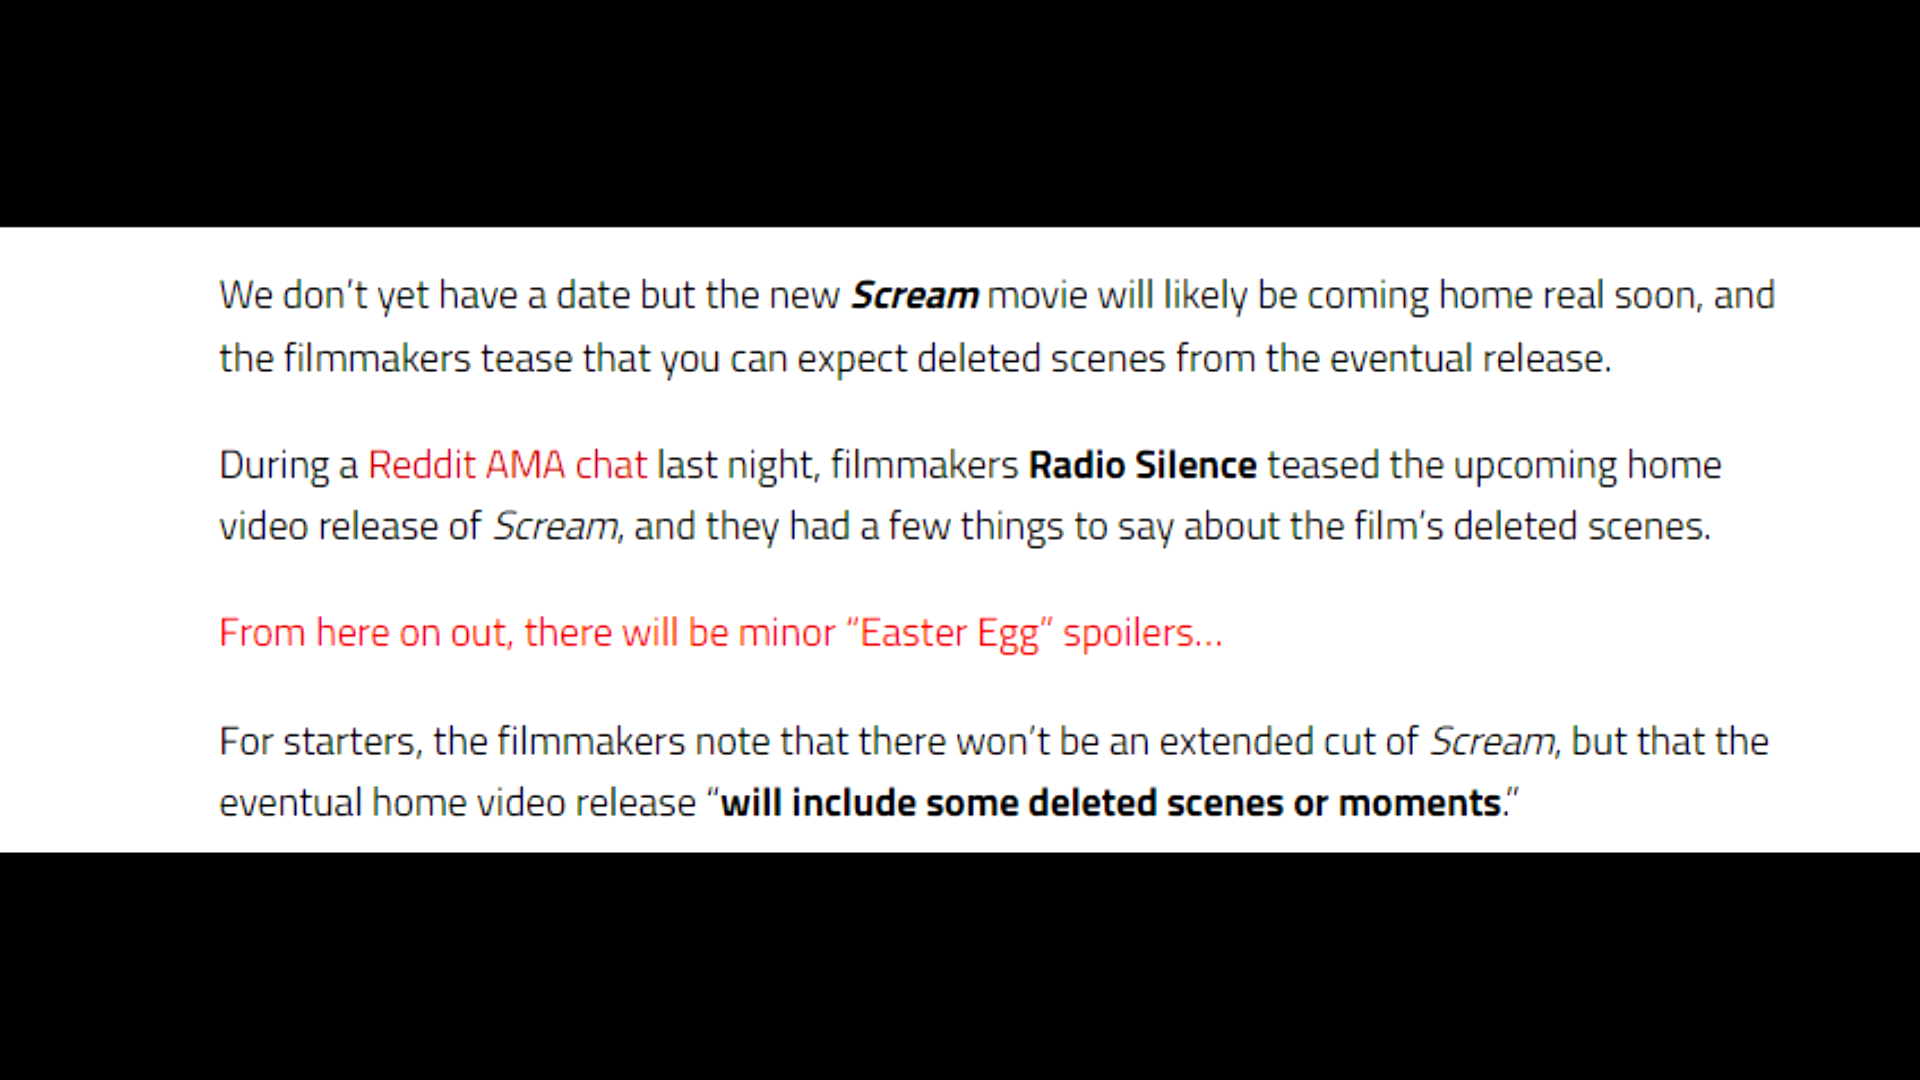 We don’t yet have a date but the new Scream movie will likely be coming home real soon, and
the filmmakers tease that you can expect deleted scenes from the eventual release.
During a Reddit AMA chat last night, filmmakers Radio Silence teased the upcoming home
video release of Scream, and they had a few things to say about the film’s deleted scenes.
From here on out, there will be minor “Easter Egg” spoilers…
For starters, the filmmakers note that there won’t be an extended cut of Scream, but that the
eventual home video release “will include some deleted scenes or moments.”